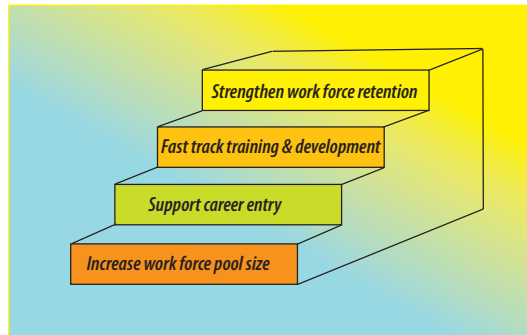 Strengthen work force retention
Fast track training & development
Support career entry
Increase work force pool size